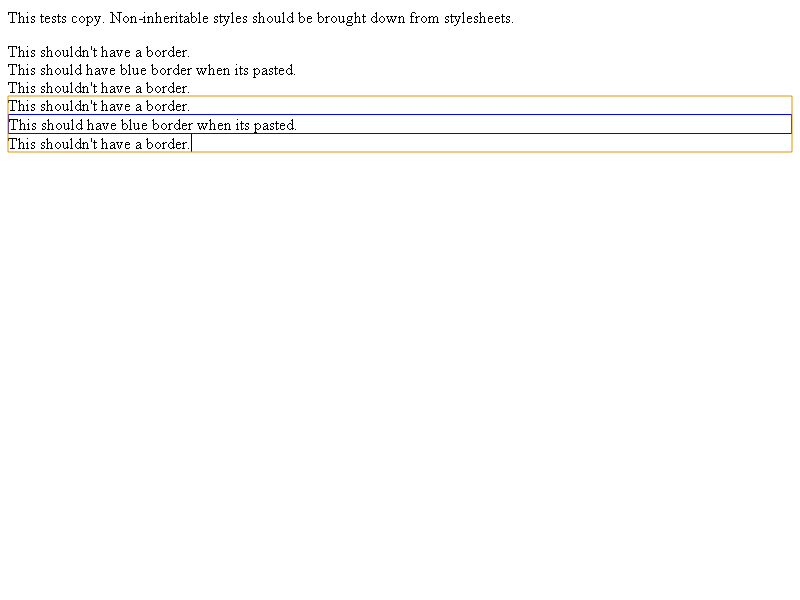 This tests copy. Non-inheritable styles should be brought down from stylesheets.
This shouldn't have a border.
This should have blue border when its pasted.
This shouldn't have a border.
This shouldn't have a border.
This should have blue border when its pasted.
This shouldn't have a border.